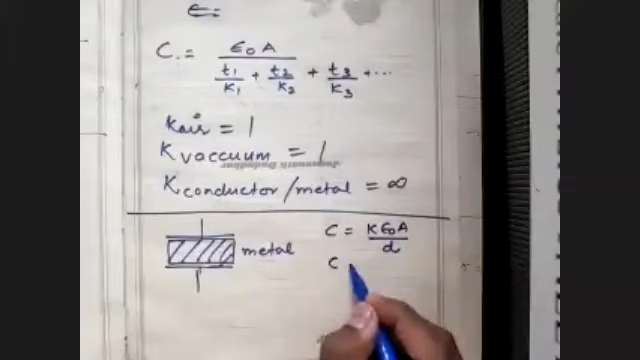 C = ε₀A / (t₁/K₁ + t₂/K₂ + t₃/K₃ + ...)
Kair = 1
Kvaccuum = 1
Kconductor/metal = ∞
metal
C = Kε₀A / d
C